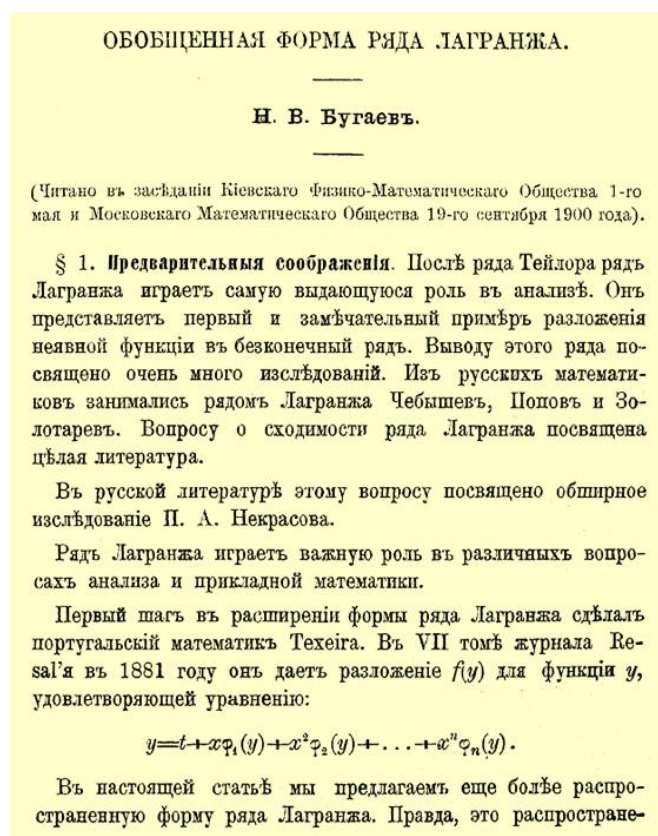 ОБОБЩЕННАЯ ФОРМА РЯДА ЛАГРАНЖА.
Н. В. Бугаевъ.
(Читано въ засѣданіи Кіевскаго Физико-Математическаго Общества 1-го
мая и Московскаго Математическаго Общества 19-го сентября 1900 года).
§ 1. Предварительныя соображенія. Послѣ ряда Тейлора рядъ
Лагранжа играетъ самую выдающуюся роль въ анализѣ. Онъ
представляетъ первый и замѣчательный примѣръ разложенія
неявной функціи въ безконечный рядъ. Выводу этого ряда по-
священо очень много изслѣдованій. Изъ русскихъ математи-
ковъ занимались рядомъ Лагранжа Чебышевъ, Поповъ и Зо-
лотаревъ. Вопросу о сходимости ряда Лагранжа посвящена
цѣлая литература.
Въ русской литературѣ этому вопросу посвящено обширное
изслѣдованіе П. А. Некрасова.
Рядъ Лагранжа играетъ важную роль въ различныхъ вопро-
сахъ анализа и прикладной математики.
Первый шагъ въ расширеніи формы ряда Лагранжа сдѣлалъ
португальскій математикъ Техеіга. Въ VII томѣ журнала Re-
sal'я въ 1881 году онъ даетъ разложеніе f(y) для функціи y,
удовлетворяющей уравненію:
y=t+xφ₁(y)+x²φ₂(y)+...+xⁿφₙ(y).
Въ настоящей статьѣ мы предлагаемъ еще болѣе распро-
страненную форму ряда Лагранжа. Правда, это распростране-